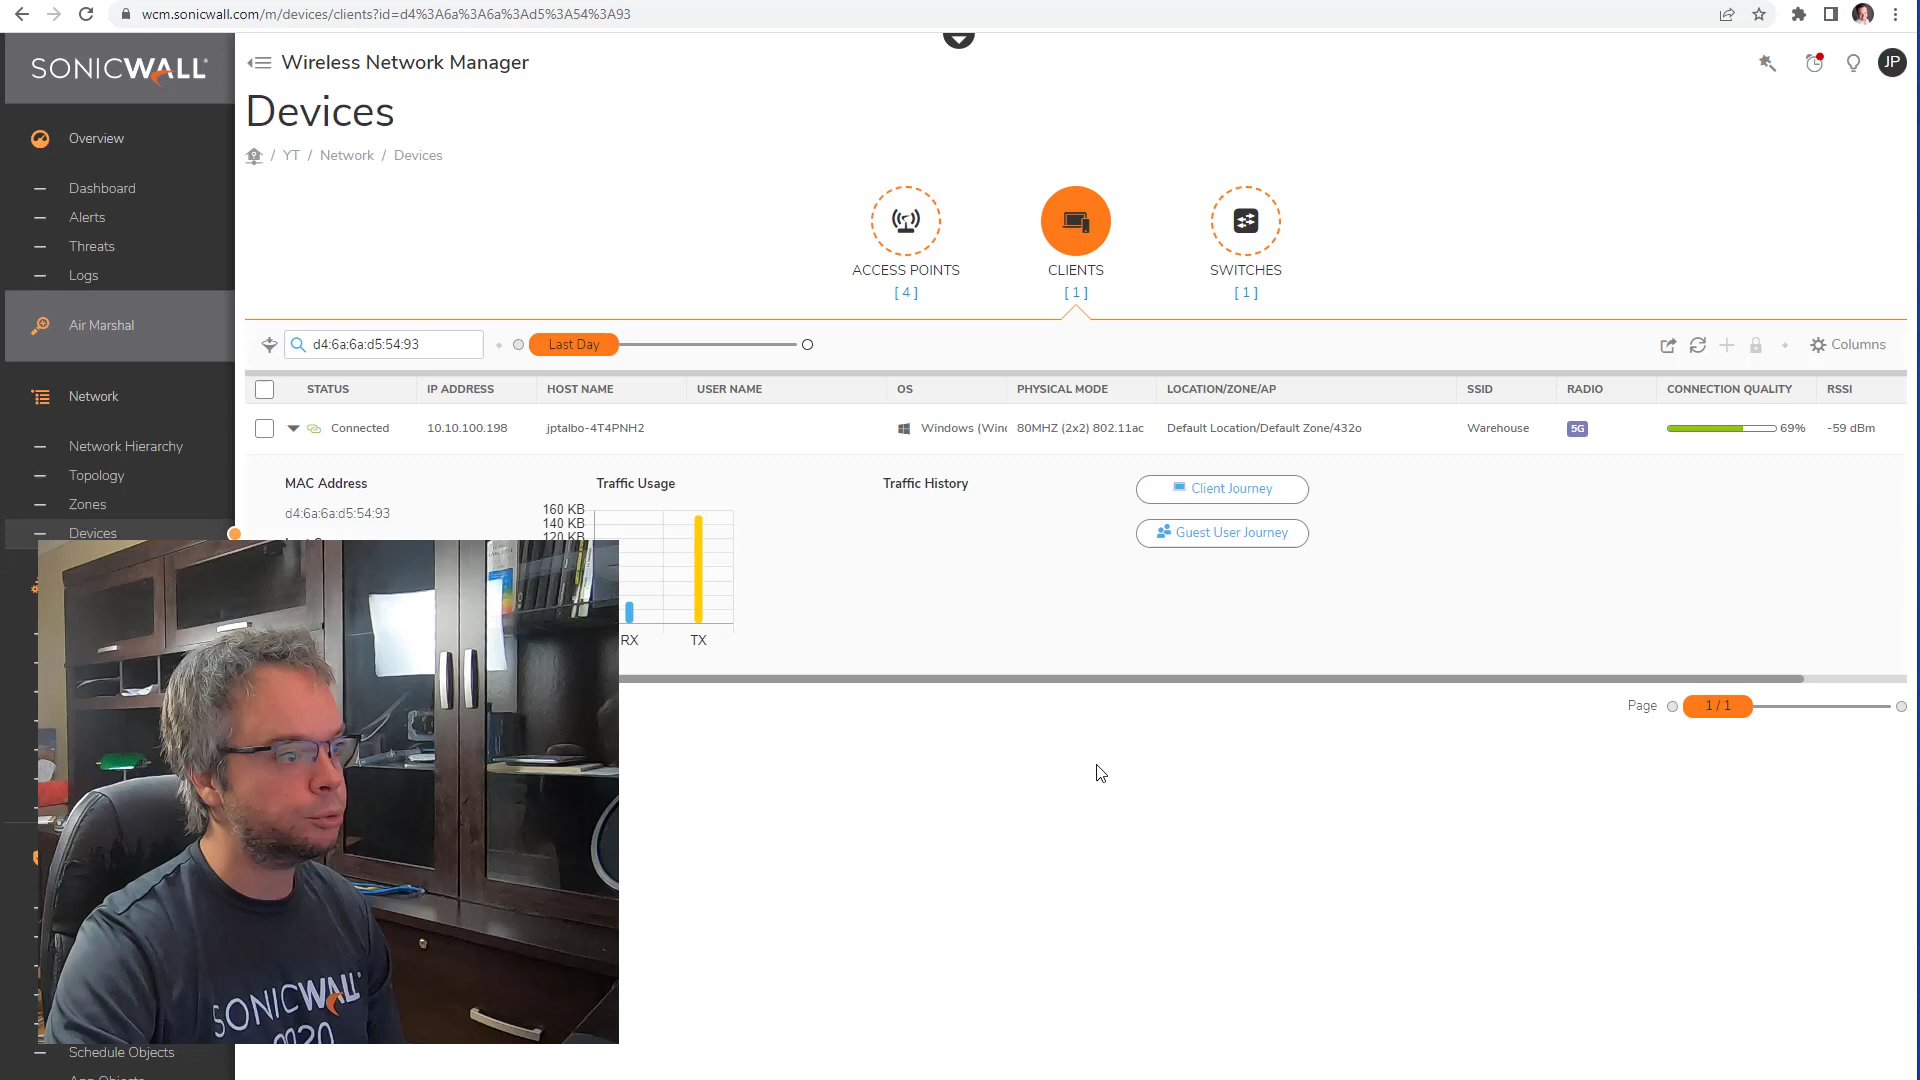 wcm.sonicwall.com/m/devices/clients?id=d4%3A6a%3A6a%3Ad5%3A54%3A93
SONICWALL
Wireless Network Manager
JP
Devices
/ YT / Network / Devices
Overview
Dashboard
Alerts
Threats
Logs
Air Marshal
Network
Network Hierarchy
Topology
Zones
Devices
Schedule Objects
ACCESS POINTS
[ 4 ]
CLIENTS
[ 1 ]
SWITCHES
[ 1 ]
d4:6a:6a:d5:54:93
Last Day
Columns
STATUS IP ADDRESS HOST NAME USER NAME OS PHYSICAL MODE LOCATION/ZONE/AP SSID RADIO CONNECTION QUALITY RSSI
Connected 10.10.100.198 jptalbo-4T4PNH2 Windows (Winc 80MHZ (2x2) 802.11ac Default Location/Default Zone/432o Warehouse 5G 69% -59 dBm
MAC Address
d4:6a:6a:d5:54:93
Traffic Usage
160 KB
140 KB
120 KB
RX TX
Traffic History
Client Journey
Guest User Journey
Page 1 / 1
SONICWALL
2020